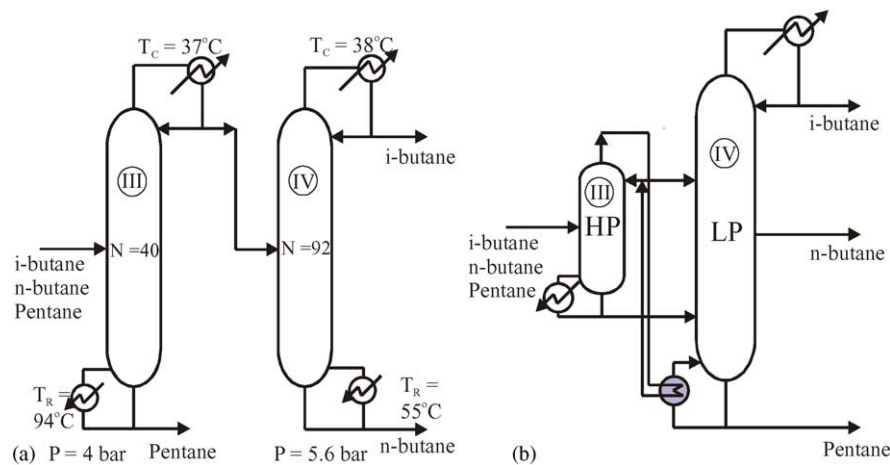 T_C = 37°C
T_C = 38°C
III
N =40
i-butane
n-butane
Pentane
T_R =
94°C
(a) P = 4 bar
Pentane
IV
N =92
i-butane
T_R =
55°C
P = 5.6 bar
n-butane
III
HP
i-butane
n-butane
Pentane
IV
LP
i-butane
n-butane
(b)
Pentane